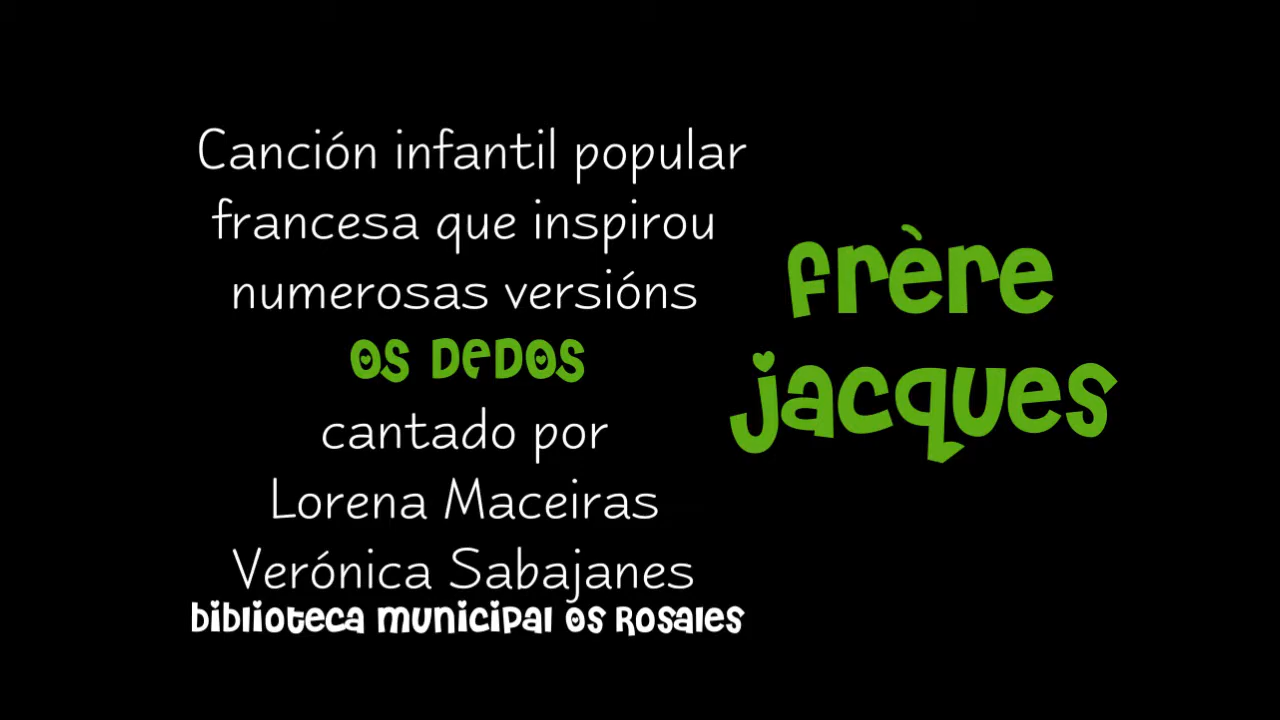 Canción infantil popular
francesa que inspirou
numerosas versións
os dedos
cantado por
Lorena Maceiras
Verónica Sabajanes
biblioteca municipal os Rosales
frère
jacques